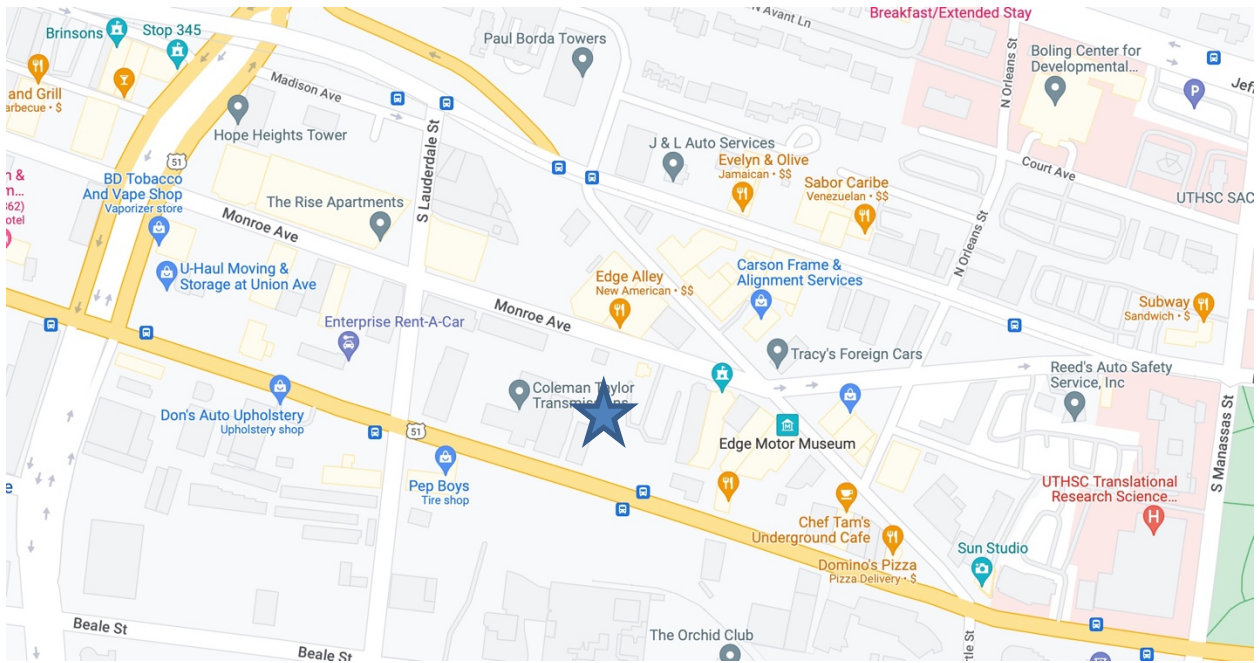 N Avant Ln
Breakfast/Extended Stay
Brinsons
Stop 345
Paul Borda Towers
N Orleans St
Boling Center for
Developmental...
and Grill
arbecue • $
Madison Ave
P
Hope Heights Tower
S Lauderdale St
J & L Auto Services
Evelyn & Olive
Jamaican • $$
Court Ave
51
BD Tobacco
And Vape Shop
Vaporizer store
The Rise Apartments
Sabor Caribe
Venezuelan • $$
UTHSC SAC
n &
m...
862)
otel
Monroe Ave
N Orleans St
U-Haul Moving &
Storage at Union Ave
Edge Alley
New American • $$
Carson Frame &
Alignment Services
Subway
Sandwich • $
Monroe Ave
Enterprise Rent-A-Car
Tracy's Foreign Cars
Reed's Auto Safety
Service, Inc
Coleman Taylor
Transmissions
Don's Auto Upholstery
Upholstery shop
51
Edge Motor Museum
S Manassas St
Pep Boys
Tire shop
UTHSC Translational
Research Science...
H
Chef Tam's
Underground Cafe
Sun Studio
Domino's Pizza
Pizza Delivery • $
Beale St
Beale St
The Orchid Club